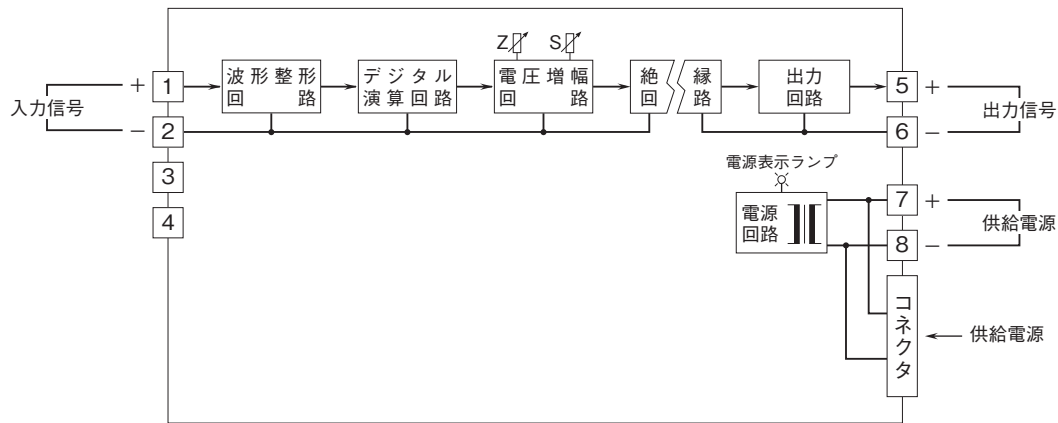 Z S
波形整形
回路
デジタル
演算回路
電圧増幅
回路
絶縁
回路
出力
回路
+ 1
入力信号
− 2
3
4
5 +
出力信号
6 −
電源表示ランプ
電源
回路
7 +
供給電源
8 −
コネクタ
供給電源